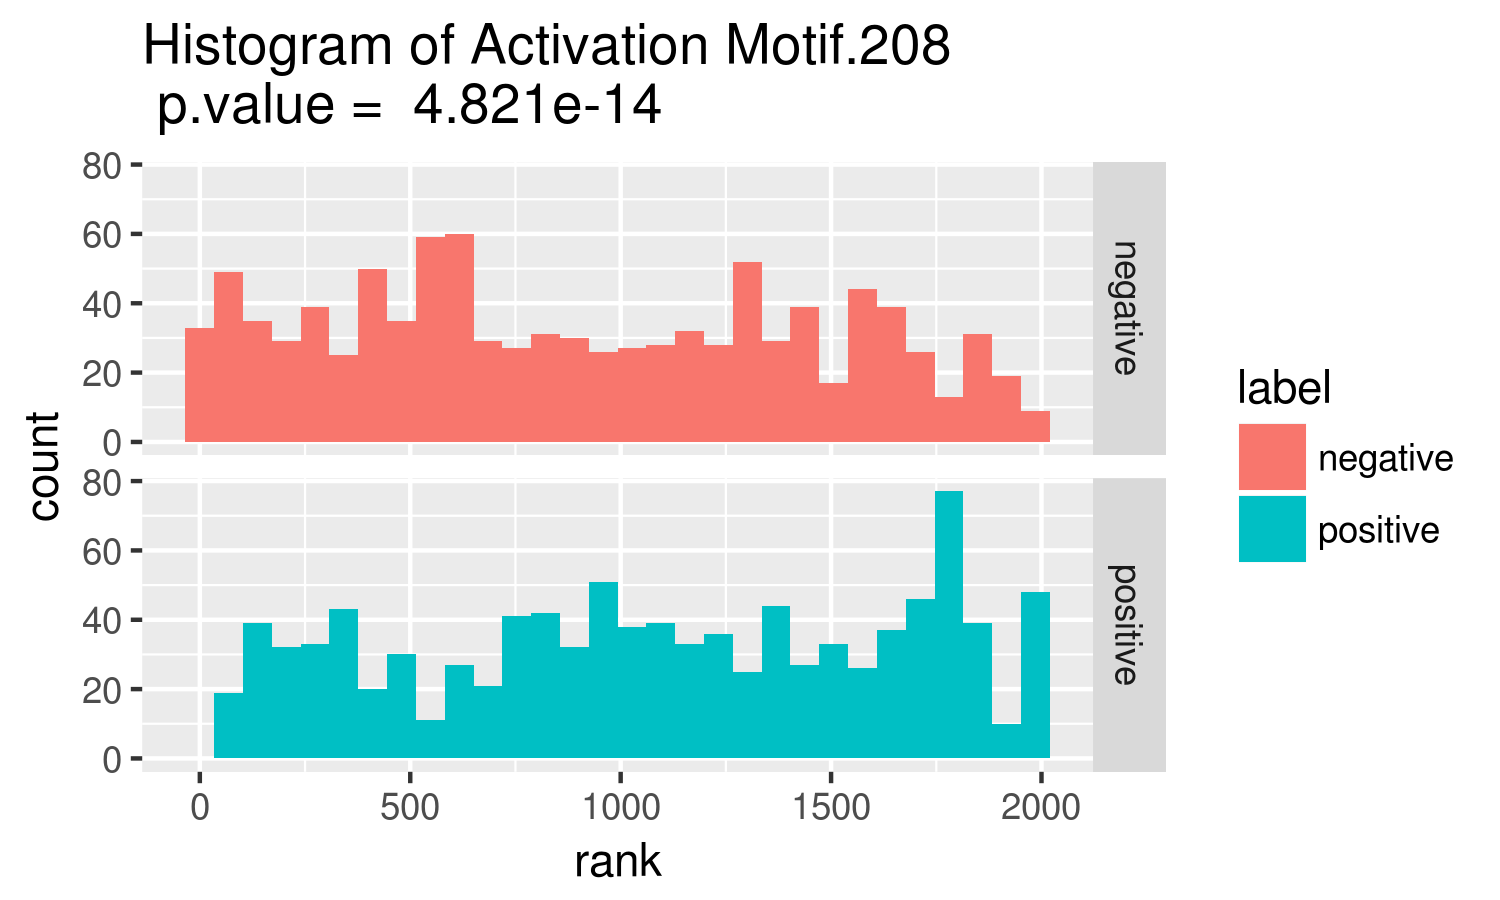 Histogram of Activation Motif.208
p.value =  4.821e-14
80
60
40
20
0
negative
80
60
40
20
0
positive
count
0 500 1000 1500 2000
rank
label
negative
positive